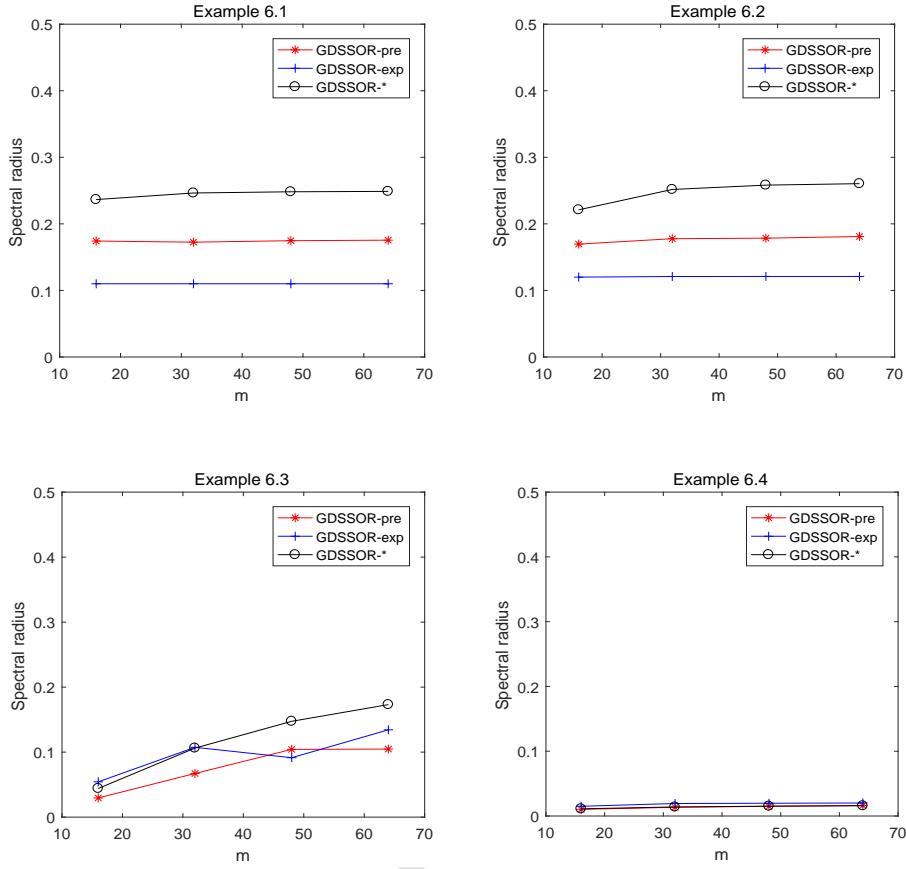 Example 6.1
0.5
0.4
0.3
0.2
0.1
0
Spectral radius
GDSSOR-pre
GDSSOR-exp
GDSSOR-*
10 20 30 40 50 60 70
m
Example 6.2
0.5
0.4
0.3
0.2
0.1
0
Spectral radius
GDSSOR-pre
GDSSOR-exp
GDSSOR-*
10 20 30 40 50 60 70
m
Example 6.3
0.5
0.4
0.3
0.2
0.1
0
Spectral radius
GDSSOR-pre
GDSSOR-exp
GDSSOR-*
10 20 30 40 50 60 70
m
Example 6.4
0.5
0.4
0.3
0.2
0.1
0
Spectral radius
GDSSOR-pre
GDSSOR-exp
GDSSOR-*
10 20 30 40 50 60 70
m